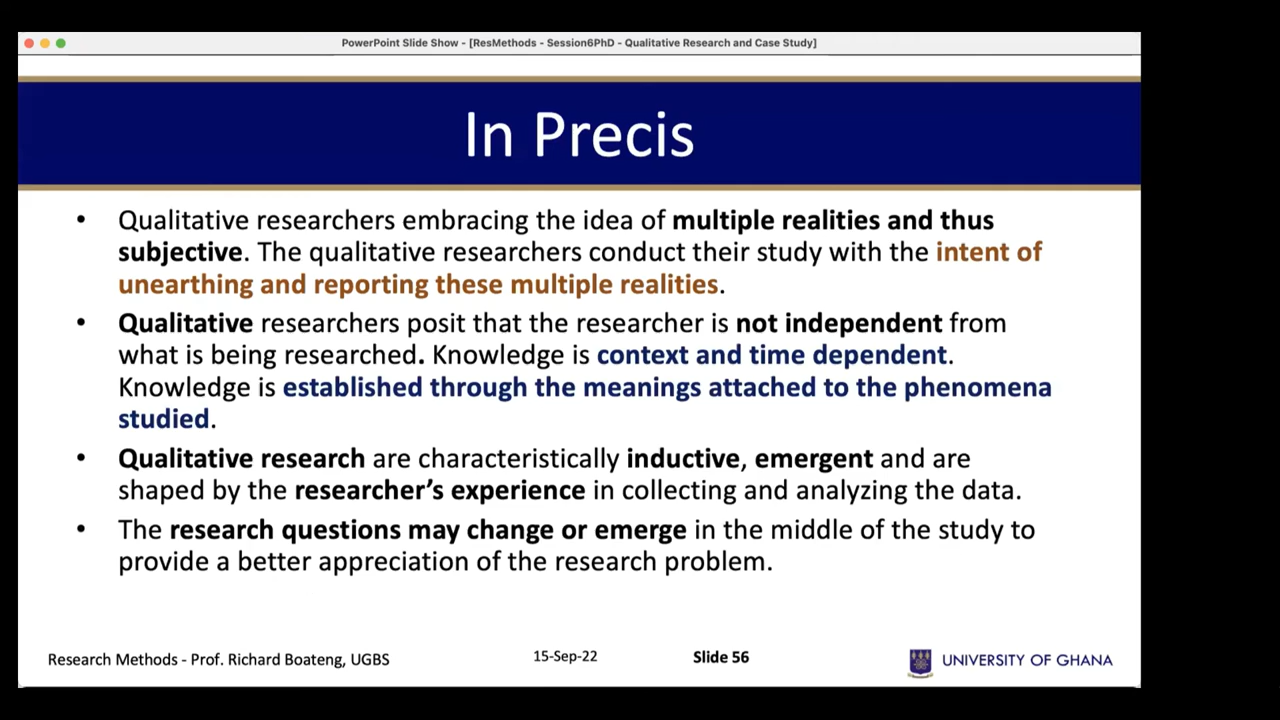 PowerPoint Slide Show - [ResMethods - Session6PhD - Qualitative Research and Case Study]
In Precis
• Qualitative researchers embracing the idea of multiple realities and thus
subjective. The qualitative researchers conduct their study with the intent of
unearthing and reporting these multiple realities.
• Qualitative researchers posit that the researcher is not independent from
what is being researched. Knowledge is context and time dependent.
Knowledge is established through the meanings attached to the phenomena
studied.
• Qualitative research are characteristically inductive, emergent and are
shaped by the researcher’s experience in collecting and analyzing the data.
• The research questions may change or emerge in the middle of the study to
provide a better appreciation of the research problem.
Research Methods - Prof. Richard Boateng, UGBS
15-Sep-22
Slide 56
UNIVERSITY OF GHANA